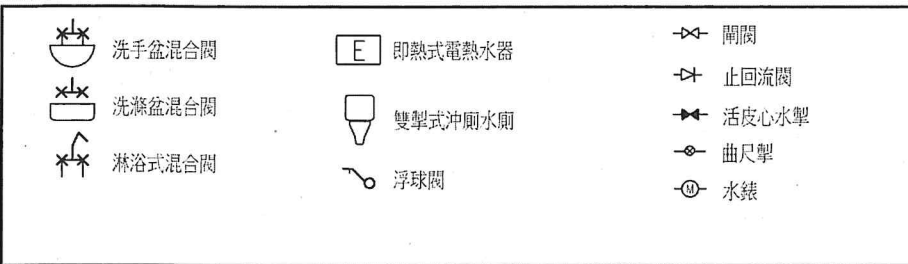 洗手盆混合閥
洗滌盆混合閥
淋浴式混合閥
E 即熱式電熱水器
雙掣式沖廁水廁
浮球閥
閘閥
止回流閥
活皮心水掣
曲尺掣
M 水錶